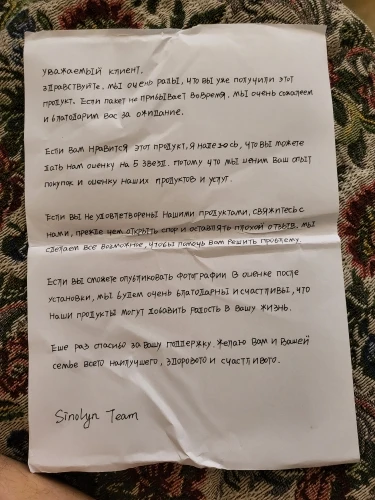 Уважаемый клиент.
Здравствуйте. Мы очень рады, что вы уже получили этот
продукт. Если пакет не прибывает вовремя. Мы очень сожалеем
и благодарим вас за ожидание.
Если вам нравится этот продукт, я надеюсь, что вы можете
дать нам оценку на 5 звезд. потому что мы ценим ваш опыт
покупок и оценку наших продуктов и услуг.
Если вы не удовлетворены нашими продуктами, свяжитесь с
нами, прежде чем открыть спор и оставлять плохой отзыв. Мы
сделаем все возможное, чтобы помочь вам решить проблему.
Если вы сможете опубликовать фотографии в оценке после
установки, мы будем очень благодарны и счастливы, что
наши продукты могут добавить радость в вашу жизнь.
Еше раз спасибо за вашу поддержку. Желаю вам и вашей
семье всего наилучшего, здорового и счастливого.
Sinolyn Team